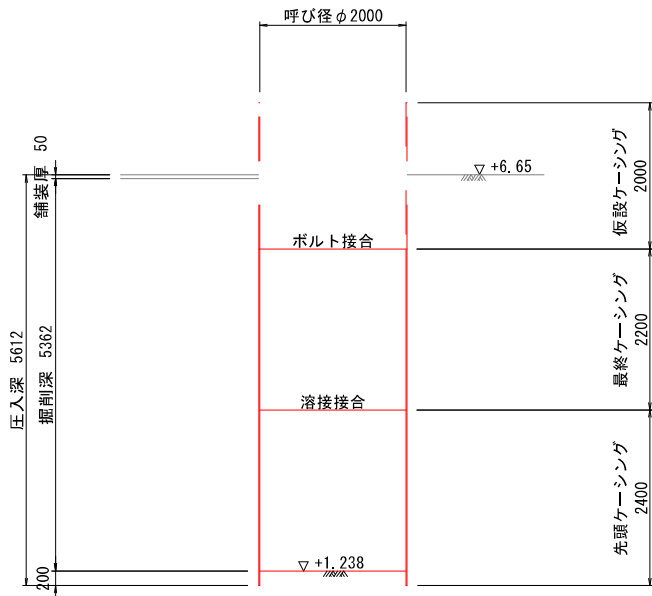 呼び径φ2000
舗装厚 50
+6.65
仮設ケーシング
2000
ボルト接合
圧入深 5612
掘削深 5362
最終ケーシング
2200
溶接接合
先頭ケーシング
2400
+1.238
200